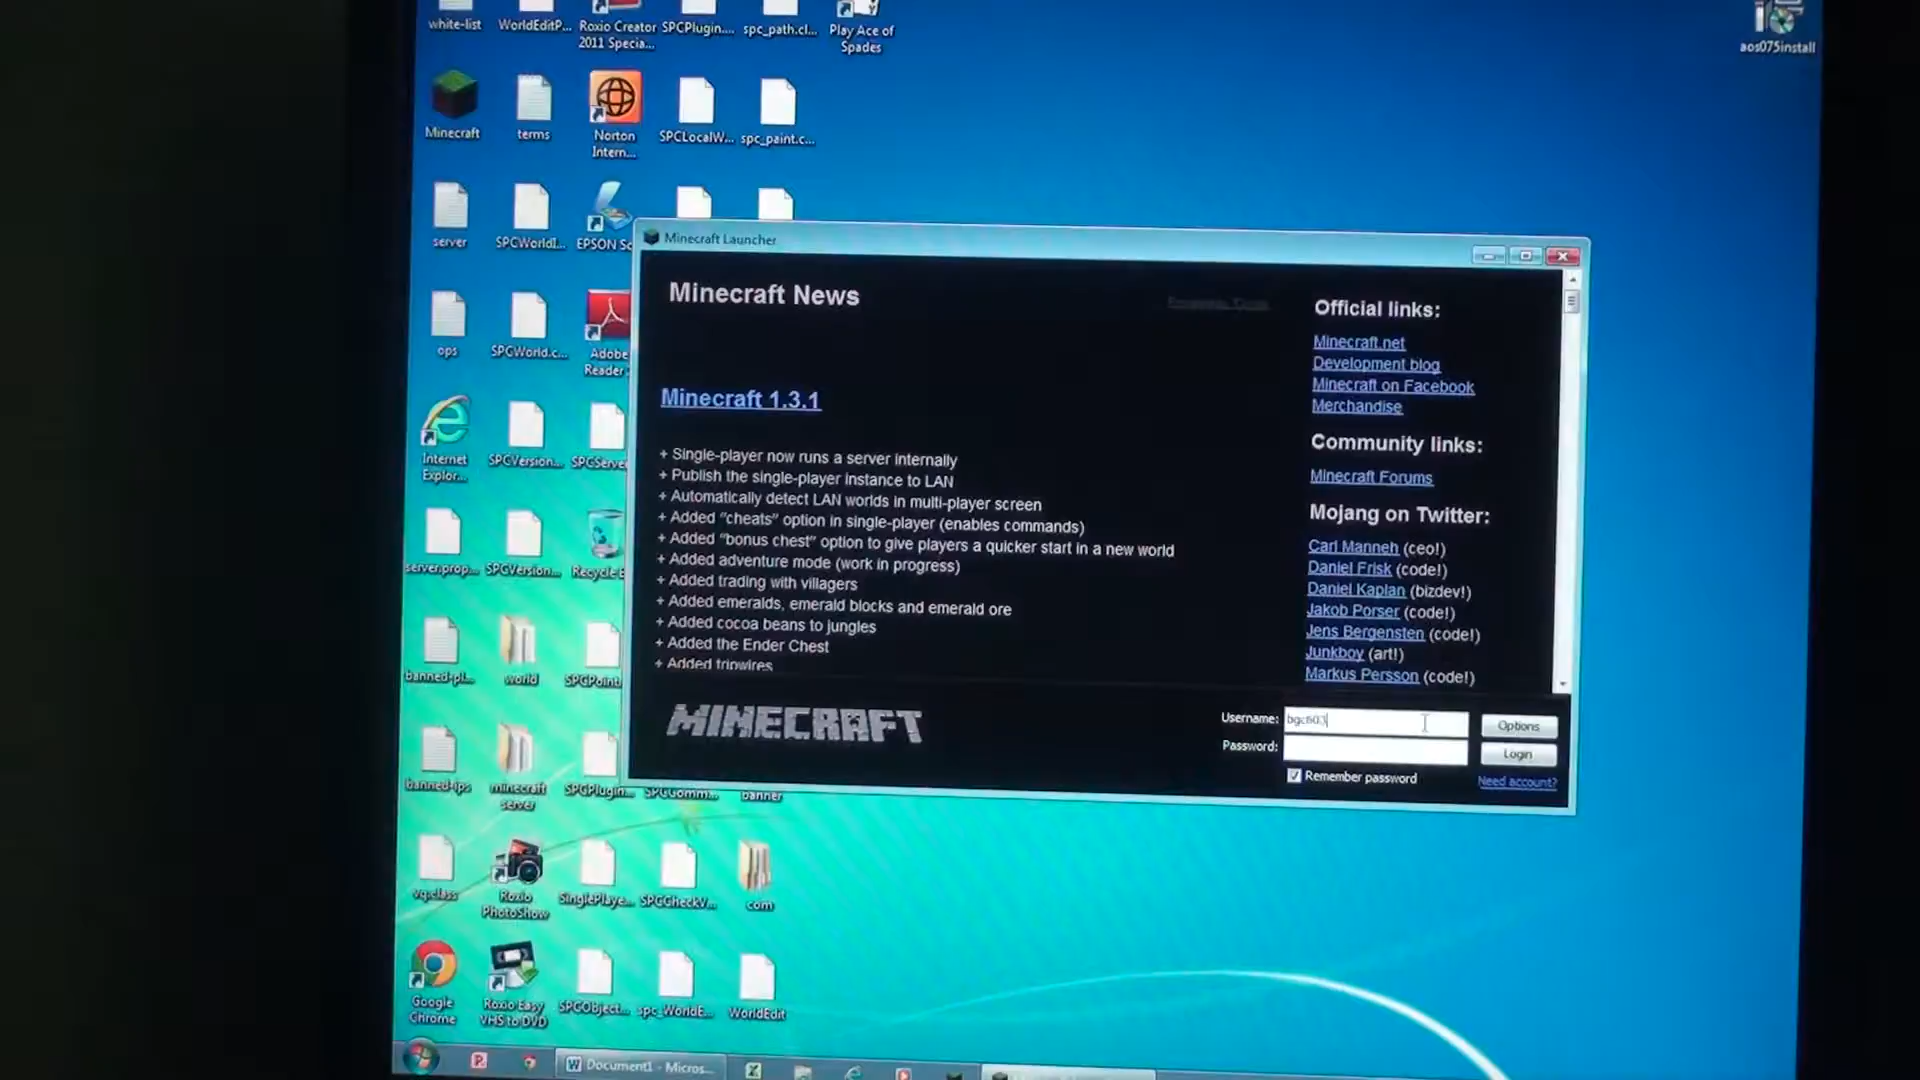 white-list
WorldEditP...
Roxio Creator
2011 Specia...
SPCPlugin....
spc_path.cl...
Play Ace of
Spades
aos075install
Minecraft
terms
Norton
Intern...
SPCLocalW...
spc_paint.c...
server
SPCWorldI...
EPSON Sc
ops
SPCWorld.c...
Adobe
Reader
Internet
Explor...
SPCVersion...
SPCServer
server.prop...
SPCVersion...
Recycle B
banned-pl...
world
SPCPoint
banned-ips
minecraft
server
SPCPlugin...
SPCComm...
banner
vq.class
Roxio
PhotoShow
SinglePlaye...
SPCCheckV...
com
Google
Chrome
Roxio Easy
VHS to DVD
SPCObject...
spc_WorldE...
WorldEdit
Document1 - Micros...
Minecraft Launcher
Minecraft News
Minecraft 1.3.1
+ Single-player now runs a server internally
+ Publish the single-player instance to LAN
+ Automatically detect LAN worlds in multi-player screen
+ Added "cheats" option in single-player (enables commands)
+ Added "bonus chest" option to give players a quicker start in a new world
+ Added adventure mode (work in progress)
+ Added trading with villagers
+ Added emeralds, emerald blocks and emerald ore
+ Added cocoa beans to jungles
+ Added the Ender Chest
+ Added tripwires
Official links:
Minecraft.net
Development blog
Minecraft on Facebook
Merchandise
Community links:
Minecraft Forums
Mojang on Twitter:
Carl Manneh (ceo!)
Daniel Frisk (code!)
Daniel Kaplan (bizdev!)
Jakob Porser (code!)
Jens Bergensten (code!)
Junkboy (art!)
Markus Persson (code!)
MINECRAFT
Username:
Options
Password:
Login
Remember password
Need account?